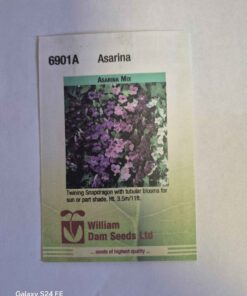 6901A Asarina
ASARINA MIX
Twining Snapdragon with tubular blooms for
sun or part shade. Ht. 3.5m/11ft.
William
Dam Seeds Ltd
... seeds of highest quality ...
Galaxy S24 FE